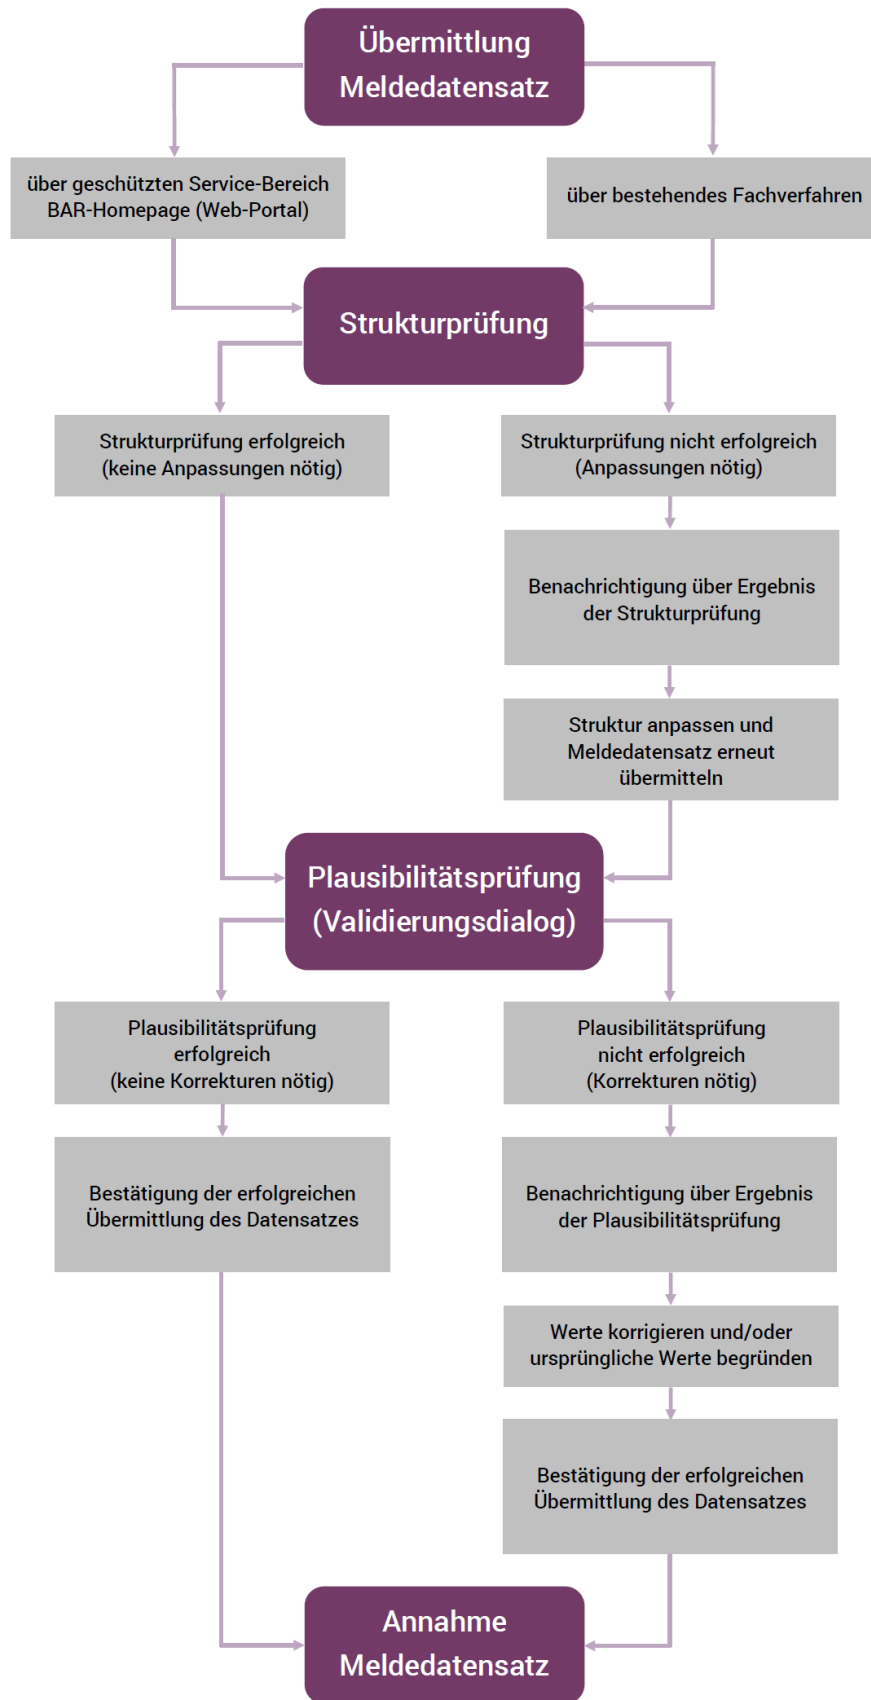 Übermittlung
Meldedatensatz
über geschützten Service-Bereich
BAR-Homepage (Web-Portal)
über bestehendes Fachverfahren
Strukturprüfung
Strukturprüfung erfolgreich
(keine Anpassungen nötig)
Strukturprüfung nicht erfolgreich
(Anpassungen nötig)
Benachrichtigung über Ergebnis
der Strukturprüfung
Struktur anpassen und
Meldedatensatz erneut
übermitteln
Plausibilitätsprüfung
(Validierungsdialog)
Plausibilitätsprüfung
erfolgreich
(keine Korrekturen nötig)
Plausibilitätsprüfung
nicht erfolgreich
(Korrekturen nötig)
Bestätigung der erfolgreichen
Übermittlung des Datensatzes
Benachrichtigung über Ergebnis
der Plausibilitätsprüfung
Werte korrigieren und/oder
ursprüngliche Werte begründen
Bestätigung der erfolgreichen
Übermittlung des Datensatzes
Annahme
Meldedatensatz